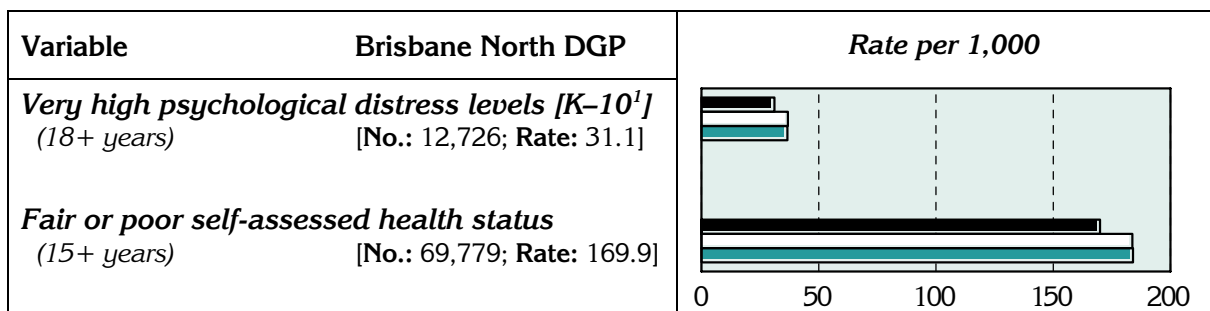 Variable Brisbane North DGP Rate per 1,000
Very high psychological distress levels [K–10¹]
(18+ years) [No.: 12,726; Rate: 31.1]
Fair or poor self-assessed health status
(15+ years) [No.: 69,779; Rate: 169.9]
0 50 100 150 200